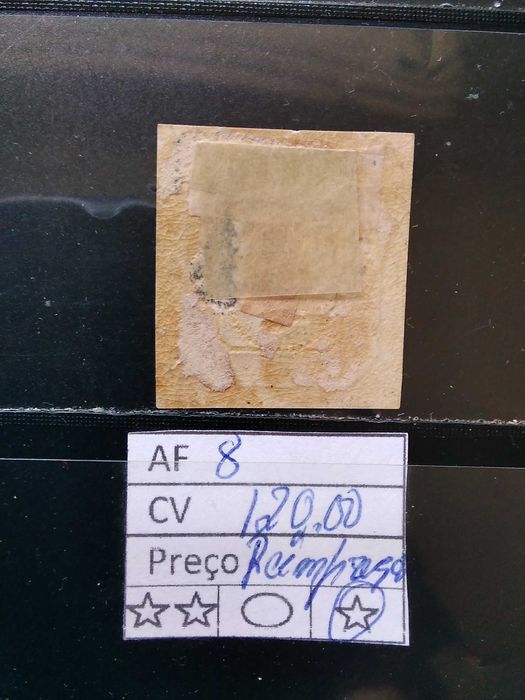 AF 8
CV 120,00
Preço Reimpressão